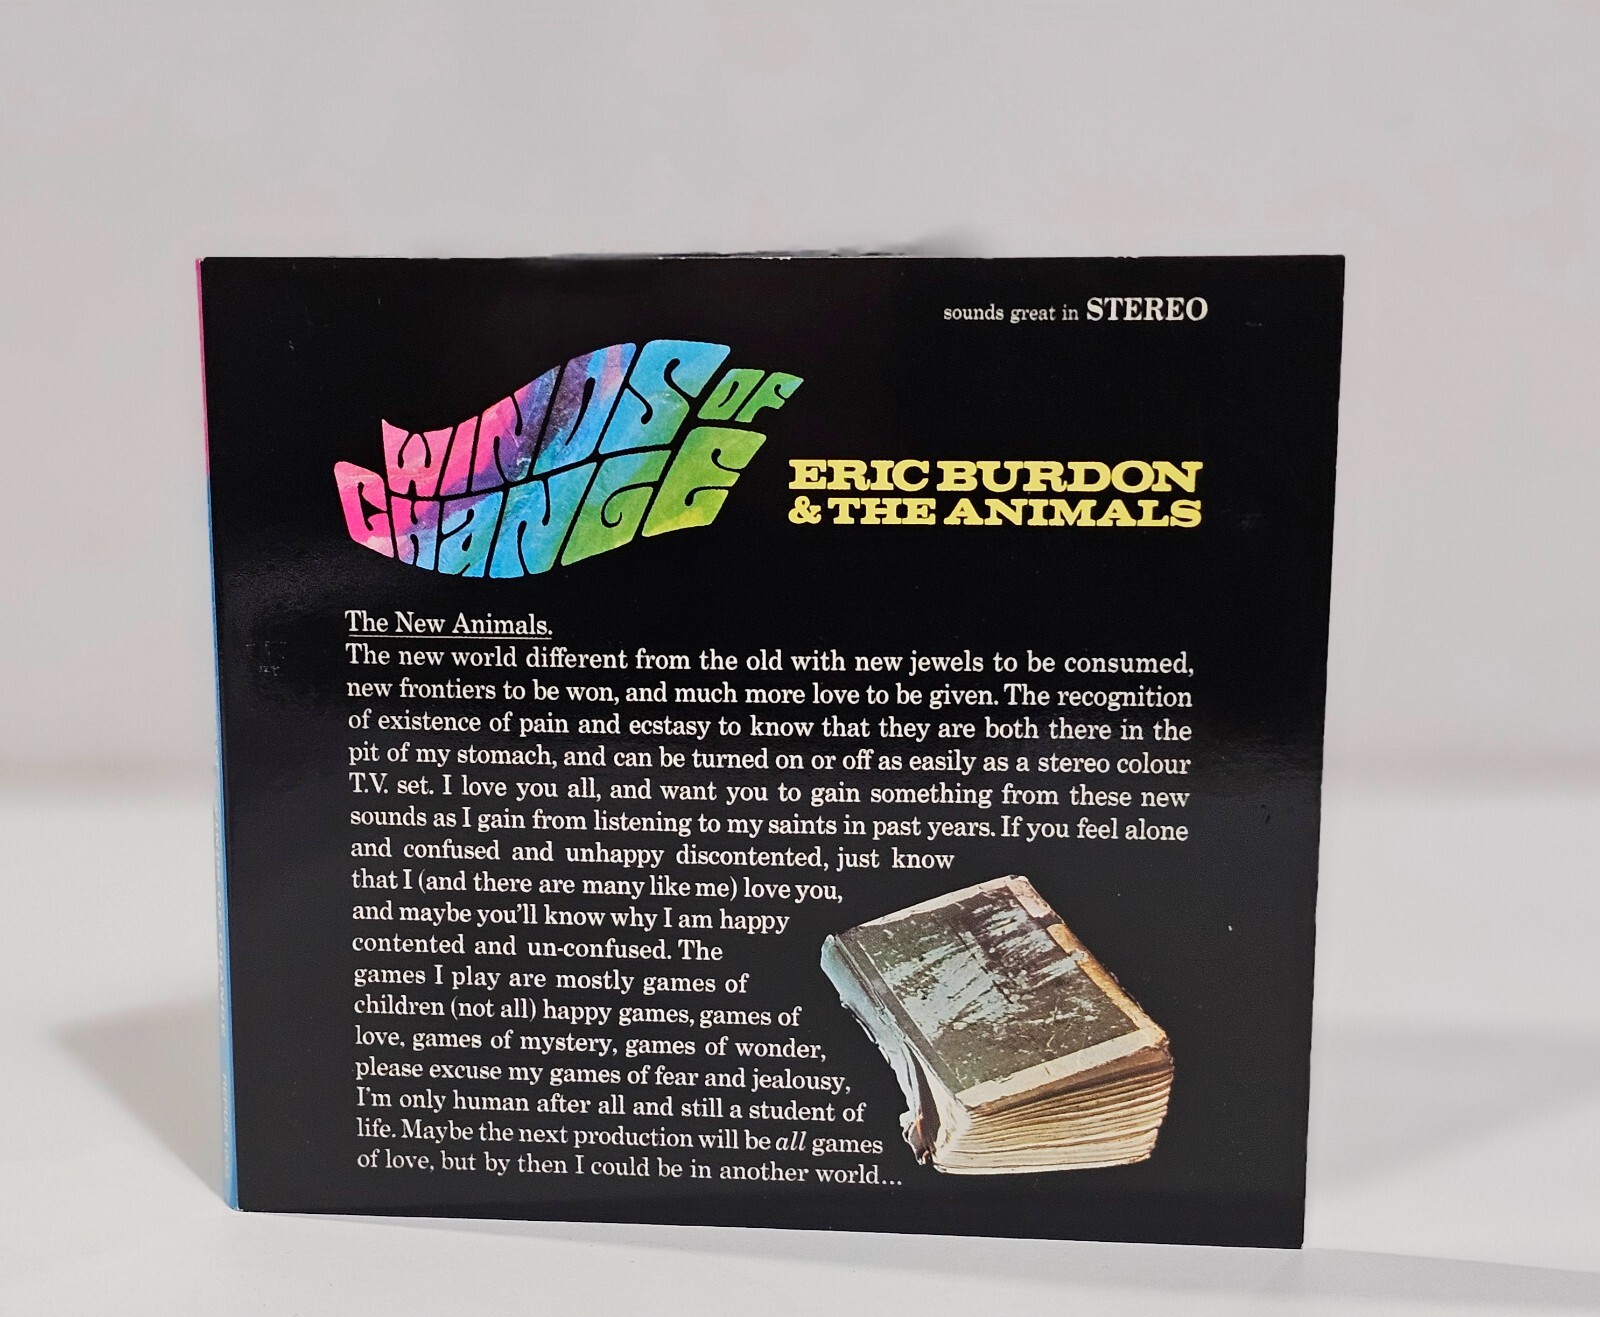 sounds great in STEREO
WINDS OF
CHANGE
ERIC BURDON
& THE ANIMALS
The New Animals.
The new world different from the old with new jewels to be consumed,
new frontiers to be won, and much more love to be given. The recognition
of existence of pain and ecstasy to know that they are both there in the
pit of my stomach, and can be turned on or off as easily as a stereo colour
T.V. set. I love you all, and want you to gain something from these new
sounds as I gain from listening to my saints in past years. If you feel alone
and confused and unhappy discontented, just know
that I (and there are many like me) love you,
and maybe you'll know why I am happy
contented and un-confused. The
games I play are mostly games of
children (not all) happy games, games of
love, games of mystery, games of wonder,
please excuse my games of fear and jealousy,
I'm only human after all and still a student of
life. Maybe the next production will be all games
of love, but by then I could be in another world...